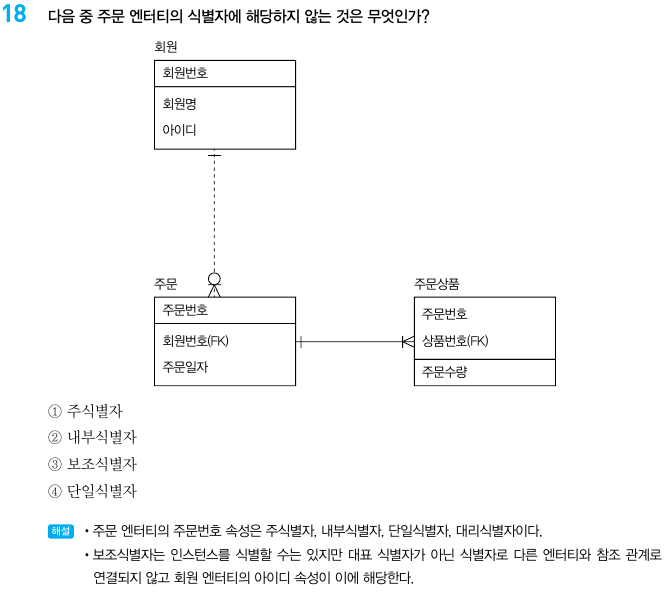 18 다음 중 주문 엔터티의 식별자에 해당하지 않는 것은 무엇인가?
회원
회원번호
회원명
아이디
주문
주문번호
회원번호(FK)
주문일자
주문상품
주문번호
상품번호(FK)
주문수량
① 주식별자
② 내부식별자
③ 보조식별자
④ 단일식별자
해설 • 주문 엔터티의 주문번호 속성은 주식별자, 내부식별자, 단일식별자, 대리식별자이다.
• 보조식별자는 인스턴스를 식별할 수는 있지만 대표 식별자가 아닌 식별자로 다른 엔터티와 참조 관계로
연결되지 않고 회원 엔터티의 아이디 속성이 이에 해당한다.